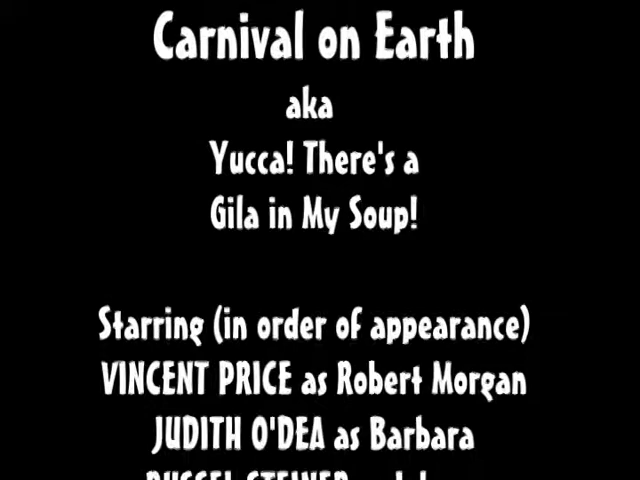 Carnival on Earth
aka
Yucca! There's a
Gila in My Soup!
Starring (in order of appearance)
VINCENT PRICE as Robert Morgan
JUDITH O'DEA as Barbara